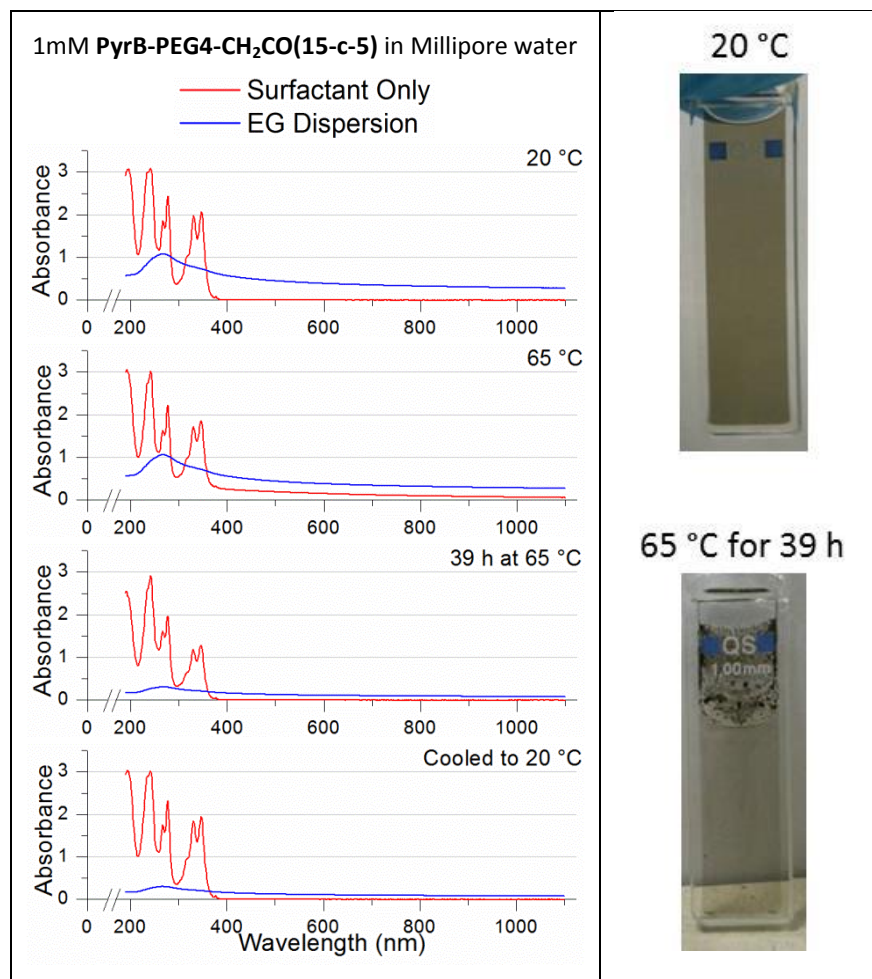 1mM PyrB-PEG4-CH₂CO(15-c-5) in Millipore water
Surfactant Only
EG Dispersion
20 °C
3
2
1
0
Absorbance
0 200 400 600 800 1000
65 °C
3
2
1
0
Absorbance
0 200 400 600 800 1000
39 h at 65 °C
3
2
1
0
Absorbance
0 200 400 600 800 1000
Cooled to 20 °C
3
2
1
0
Absorbance
0 200 400 600 800 1000
Wavelength (nm)
20 °C
65 °C for 39 h
QS
1,00mm